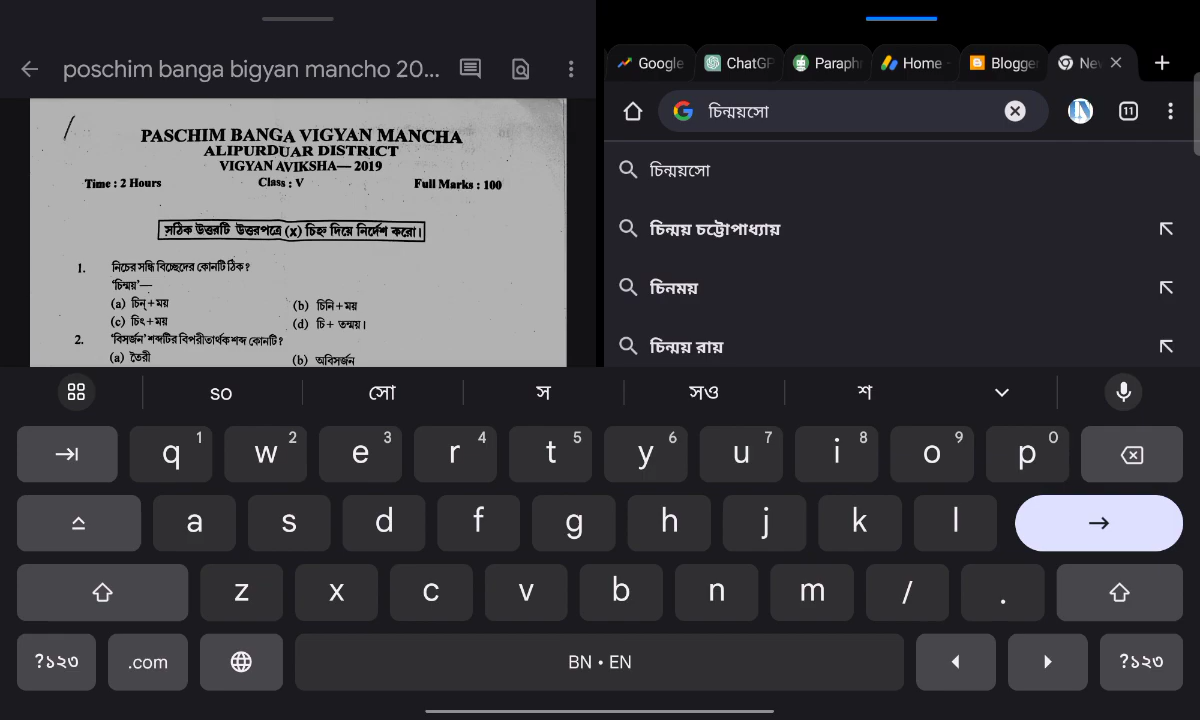 poschim banga bigyan mancho 20...
PASCHIM BANGA VIGYAN MANCHA
ALIPURDUAR DISTRICT
VIGYAN AVIKSHA— 2019
Time : 2 Hours Class : V Full Marks : 100
সঠিক উত্তরটি উত্তরপত্রে (x) চিহ্ন দিয়ে নির্দেশ করো।
1. নিচের সন্ধি বিচ্ছেদের কোনটি ঠিক?
'চিন্ময়'—
(a) চিন্ + ময় (b) চিনি + ময়
(c) চিৎ + ময় (d) চি + তন্ময়।
2. 'বিসর্জন' শব্দটির বিপরীতার্থক শব্দ কোনটি?
(a) তৈরী (b) অবিসর্জন
Google ChatGP Paraphr Home - Blogger Nev
চিন্ময়সো
11
চিন্ময়সো
চিন্ময় চট্টোপাধ্যায়
চিনময়
চিন্ময় রায়
so সো স সও শ
q 1 w 2 e 3 r 4 t 5 y 6 u 7 i 8 o 9 p 0
a s d f g h j k l
z x c v b n m / .
?১২৩ .com BN • EN ?১২৩